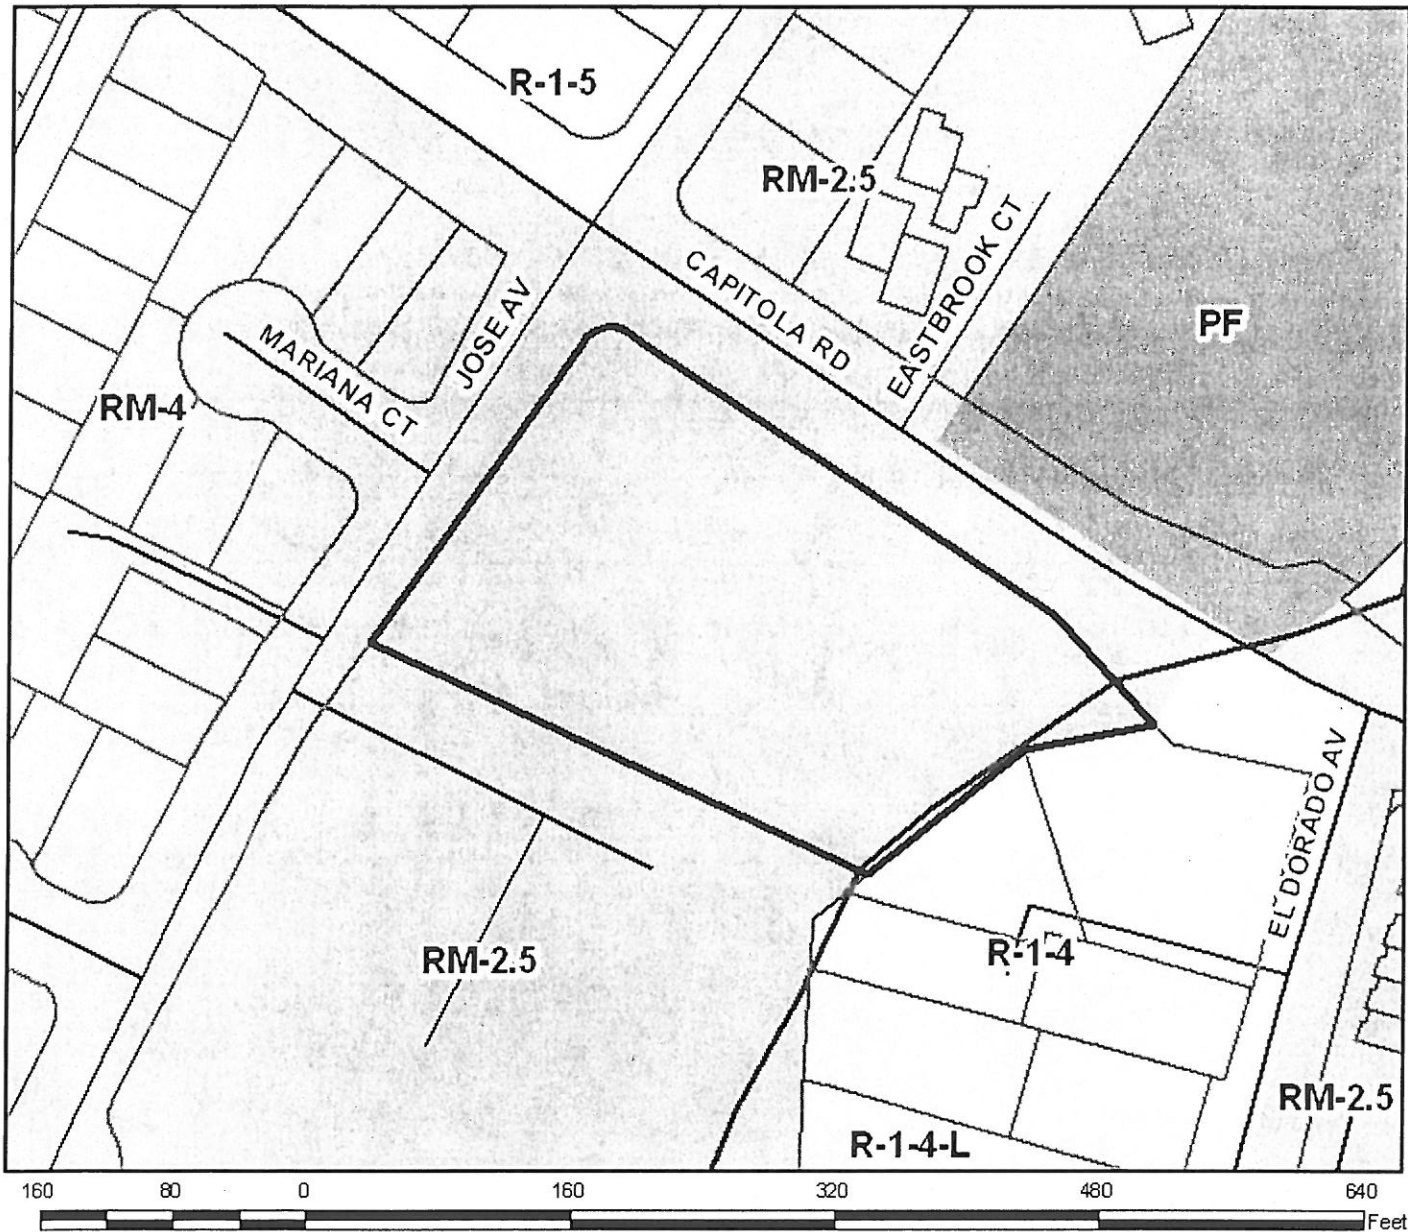 R-1-5
RM-2.5
CAPITOLA RD
EASTBROOK CT
PF
JOSE AV
MARIANA CT
RM-4
EL DORADO AV
RM-2.5
R-1-4
RM-2.5
R-1-4-L
160 80 0 160 320 480 640
Feet